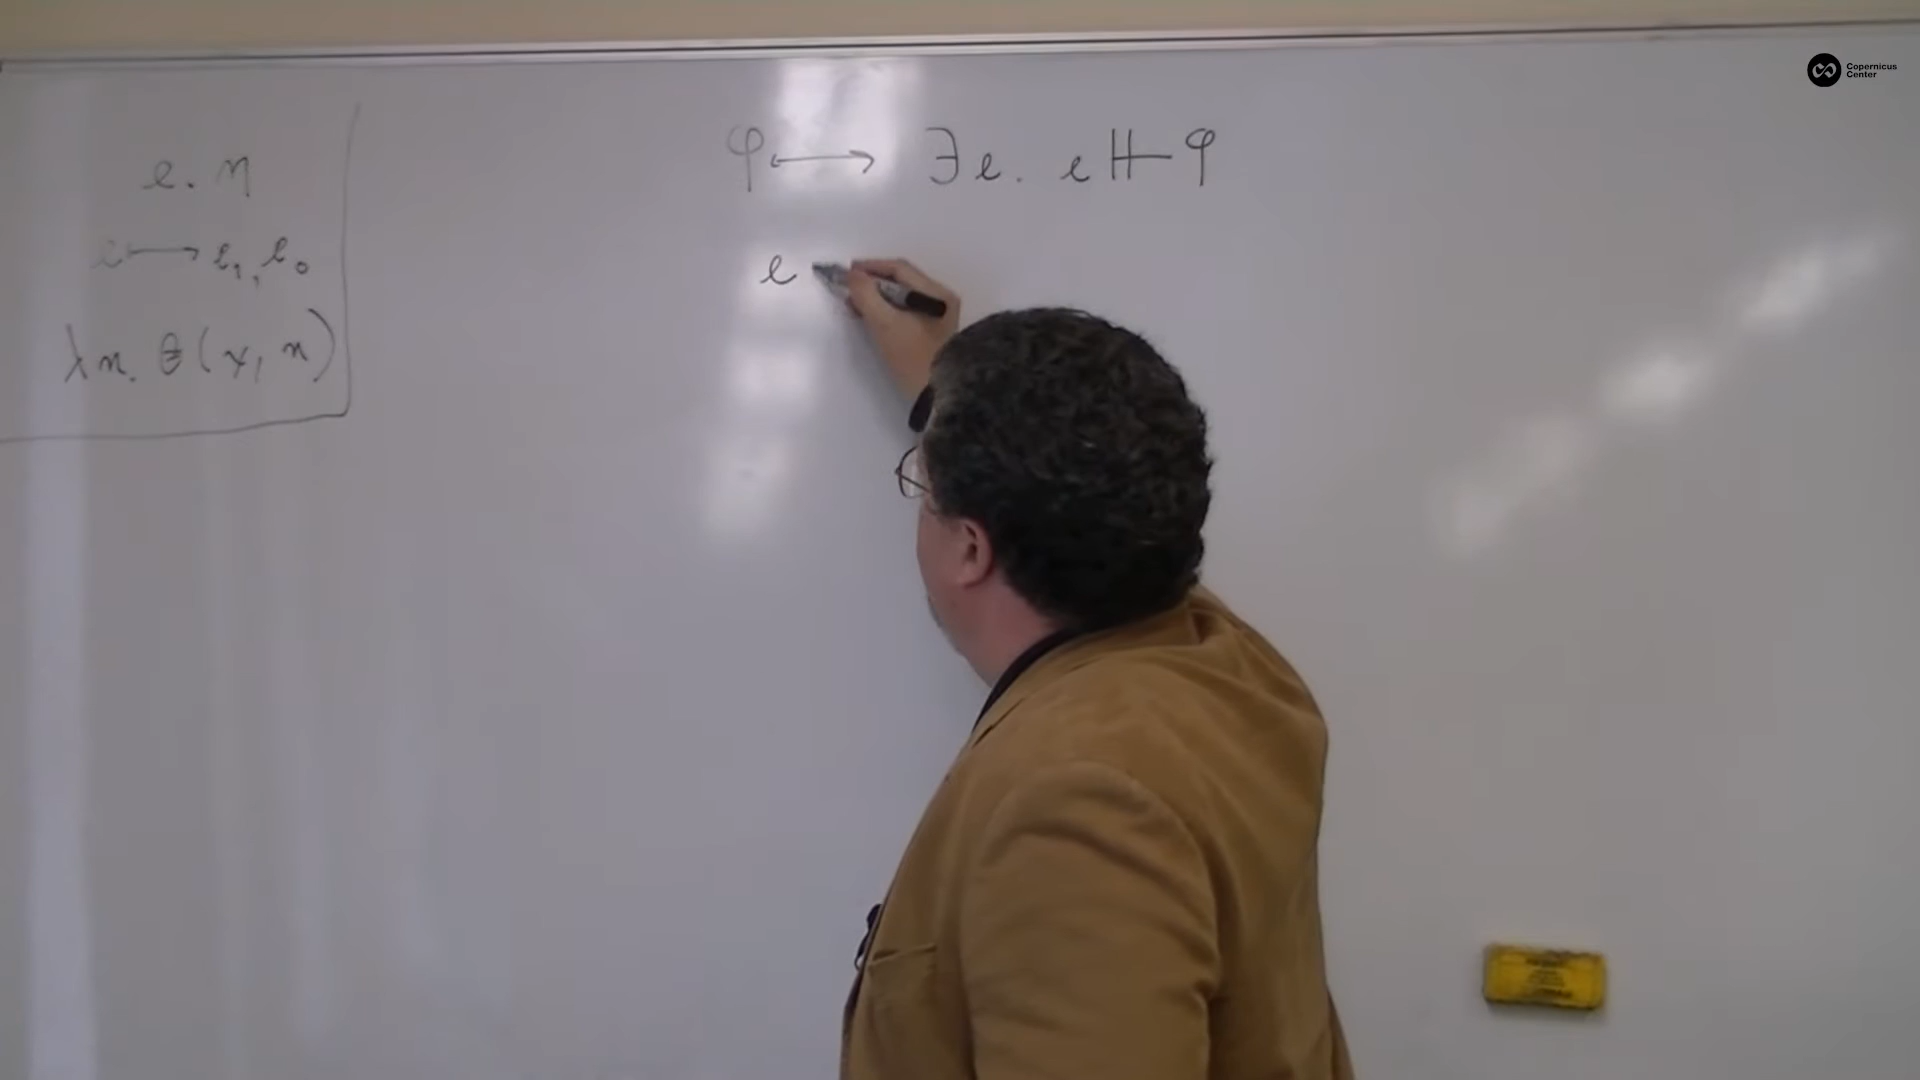 e. n
e ⟼ e₁, e₀
λn. θ(x, n)
φ ⟷ ∃e. e ⊩ φ
e
Copernicus
Center